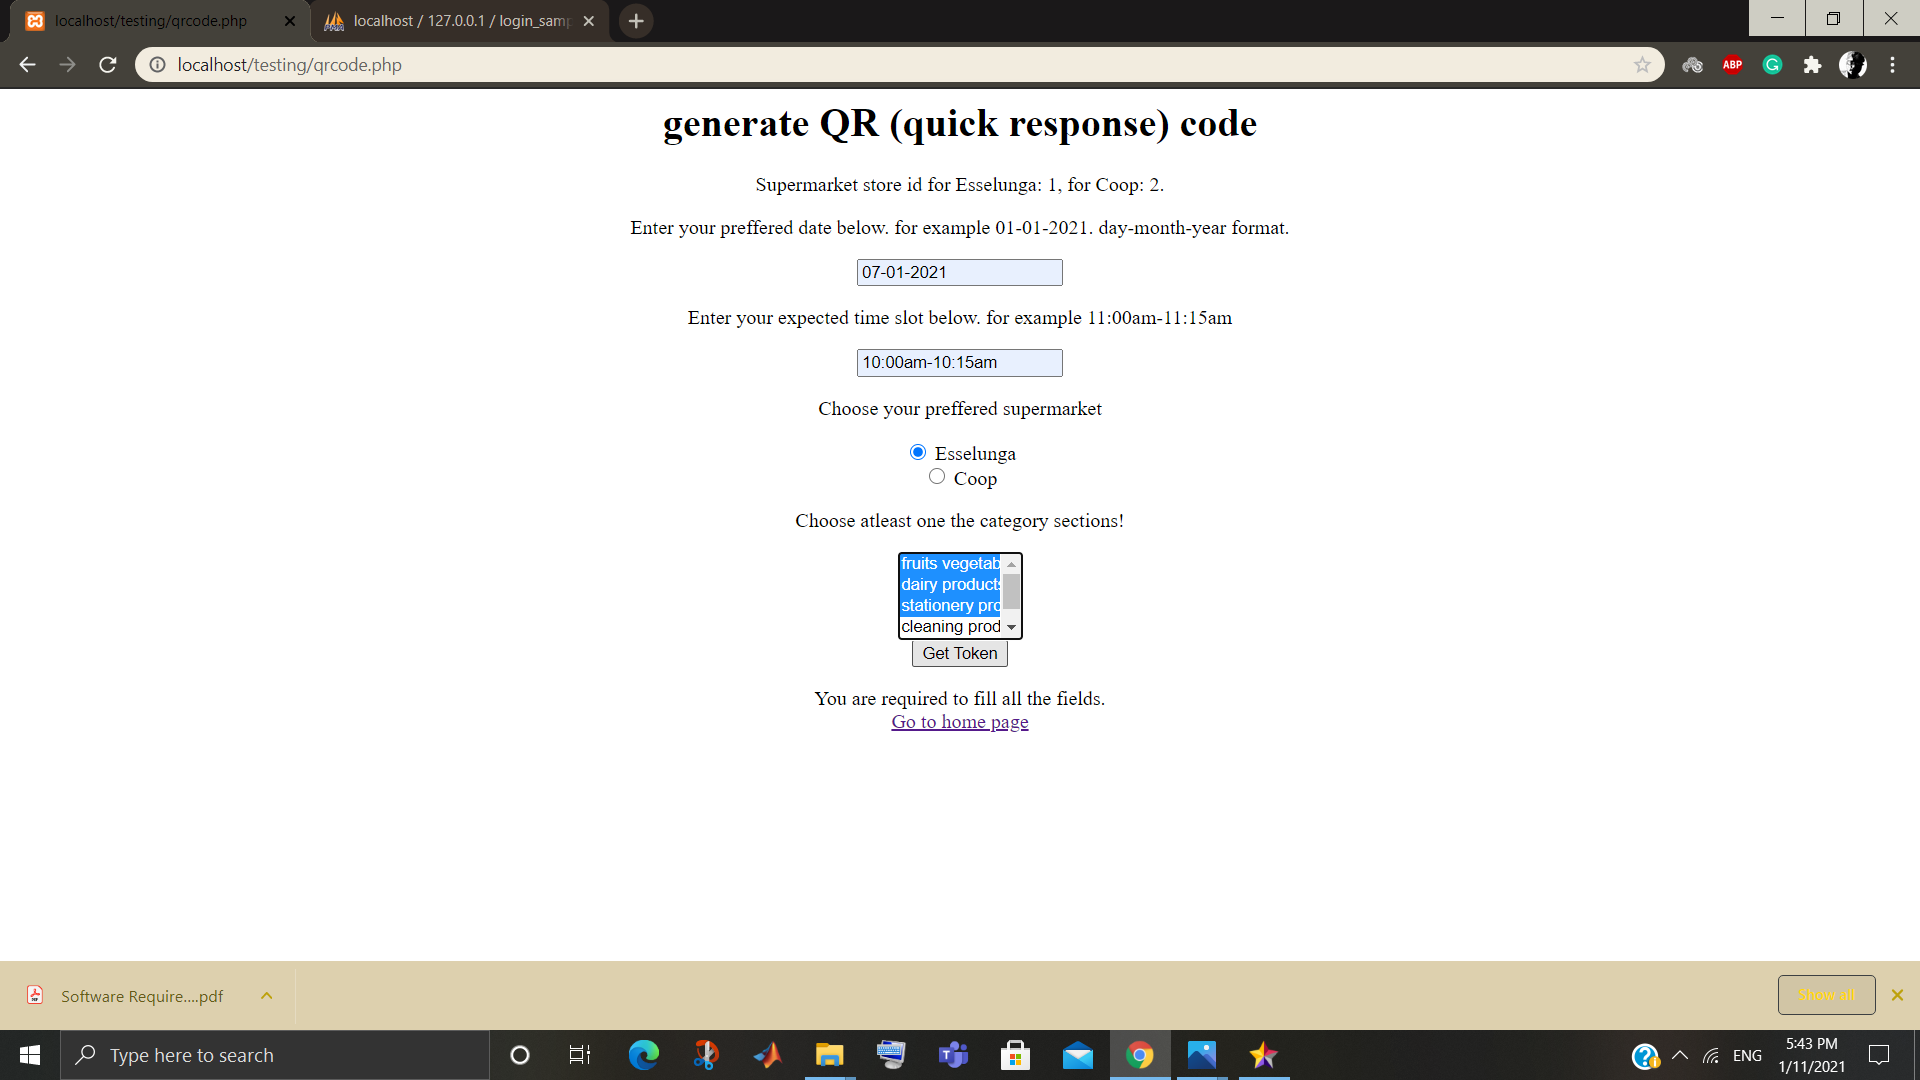 localhost/testing/qrcode.php
localhost / 127.0.0.1 / login_samp
localhost/testing/qrcode.php
ABP
generate QR (quick response) code
Supermarket store id for Esselunga: 1, for Coop: 2.
Enter your preffered date below. for example 01-01-2021. day-month-year format.
07-01-2021
Enter your expected time slot below. for example 11:00am-11:15am
10:00am-10:15am
Choose your preffered supermarket
Esselunga
Coop
Choose atleast one the category sections!
fruits vegetab
dairy products
stationery pro
cleaning prod
Get Token
You are required to fill all the fields.
Go to home page
Software Require....pdf
Show all
Type here to search
ENG
5:43 PM
1/11/2021